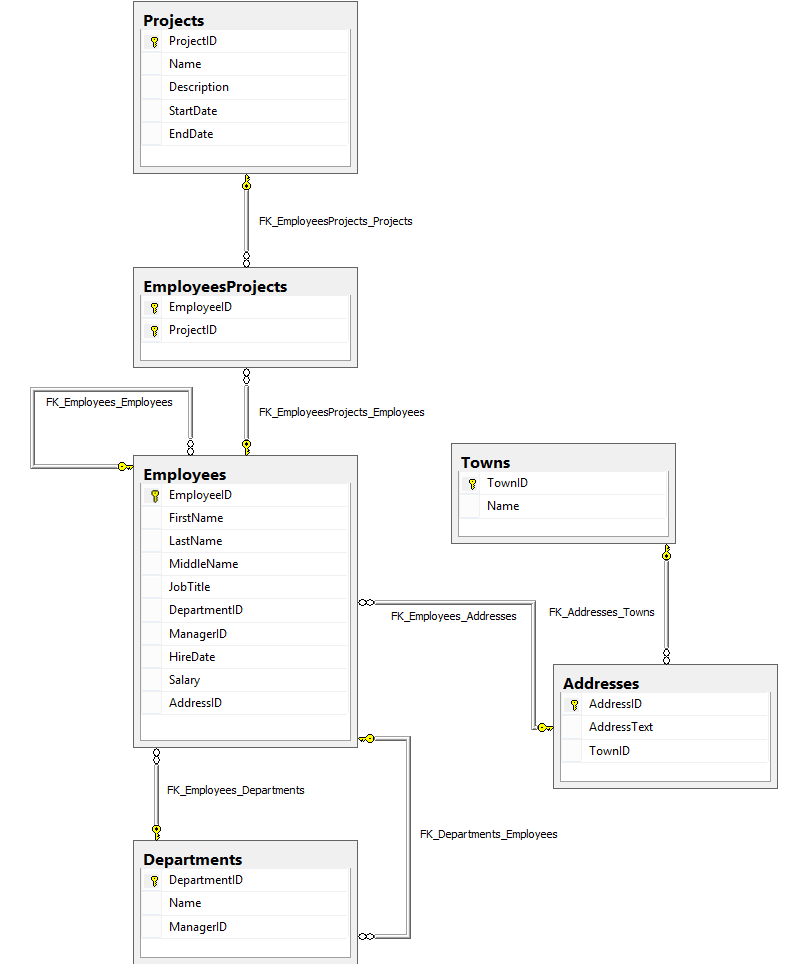 Projects
ProjectID
Name
Description
StartDate
EndDate
FK_EmployeesProjects_Projects
EmployeesProjects
EmployeeID
ProjectID
FK_Employees_Employees
FK_EmployeesProjects_Employees
Employees
EmployeeID
FirstName
LastName
MiddleName
JobTitle
DepartmentID
ManagerID
HireDate
Salary
AddressID
Towns
TownID
Name
FK_Employees_Addresses
FK_Addresses_Towns
Addresses
AddressID
AddressText
TownID
FK_Employees_Departments
FK_Departments_Employees
Departments
DepartmentID
Name
ManagerID